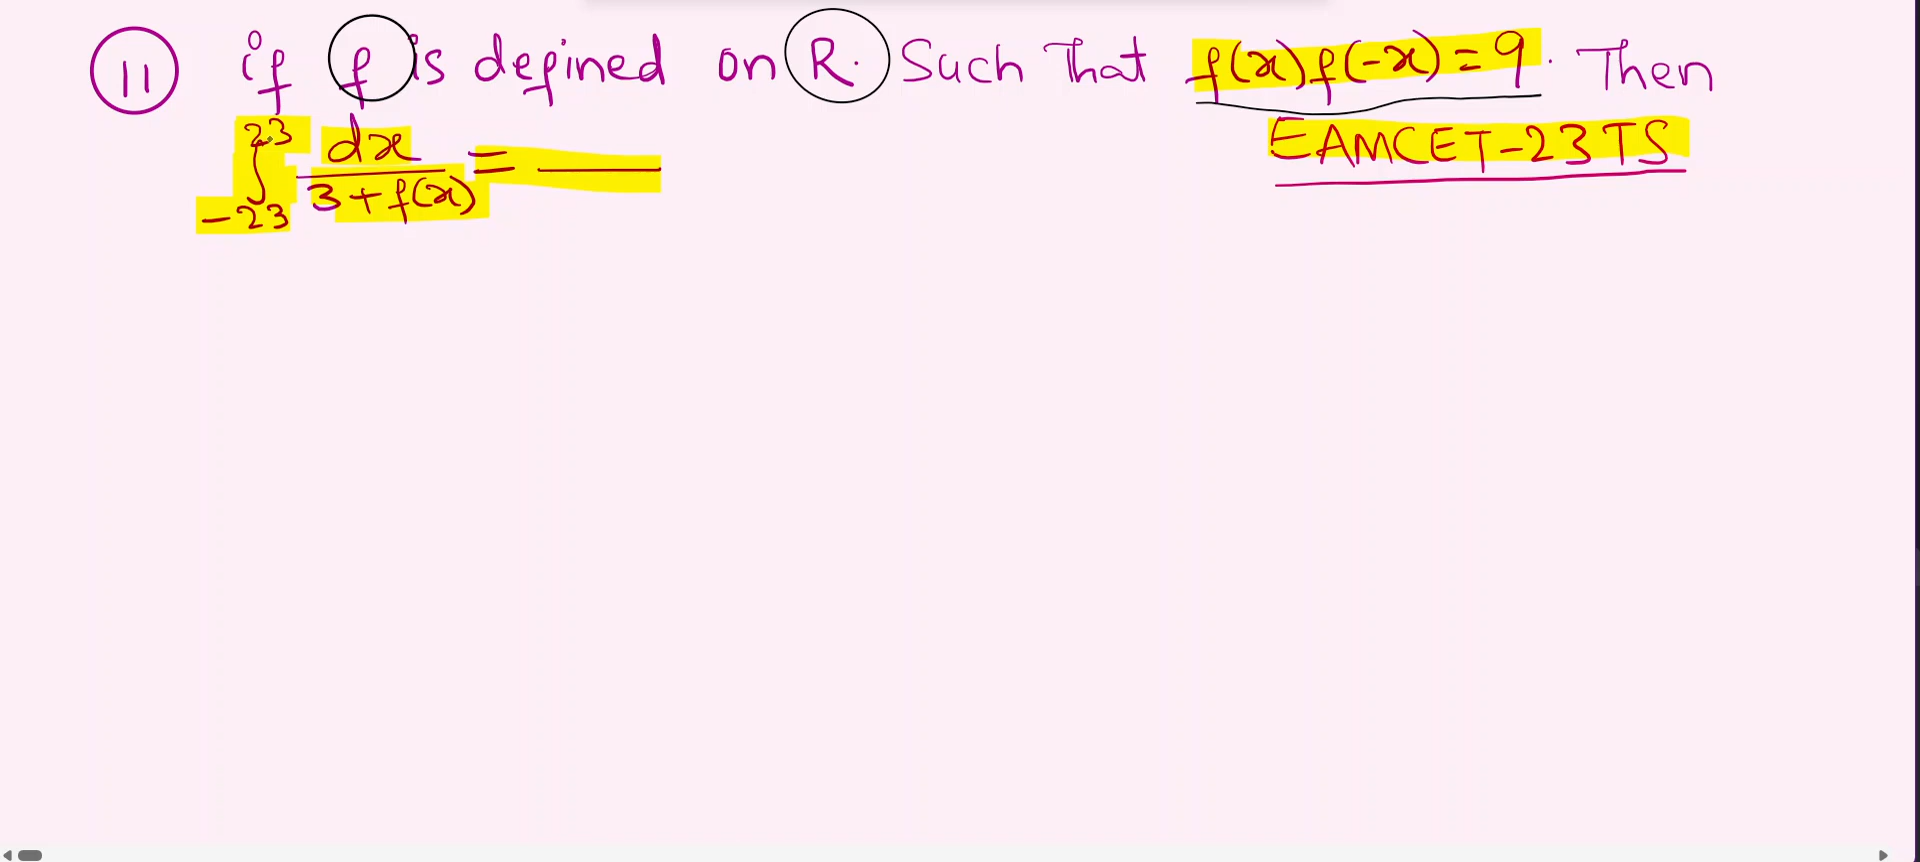 11 if f is defined on R. Such That f(x)f(-x)=9. Then
∫_{-23}^{23} dx/(3+f(x)) = ____ EAMCET-23TS